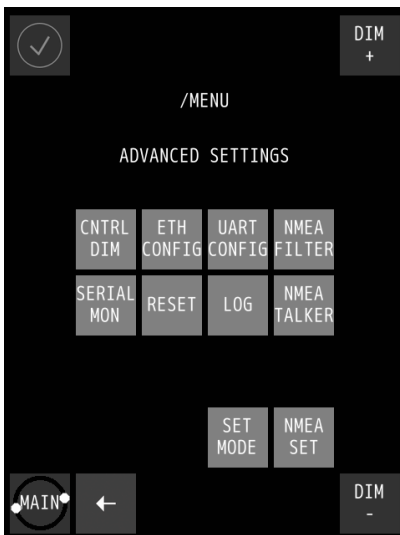 DIM
+
/MENU
ADVANCED SETTINGS
CNTRL
DIM
ETH
CONFIG
UART
CONFIG
NMEA
FILTER
SERIAL
MON
RESET
LOG
NMEA
TALKER
SET
MODE
NMEA
SET
MAIN
←
DIM
-